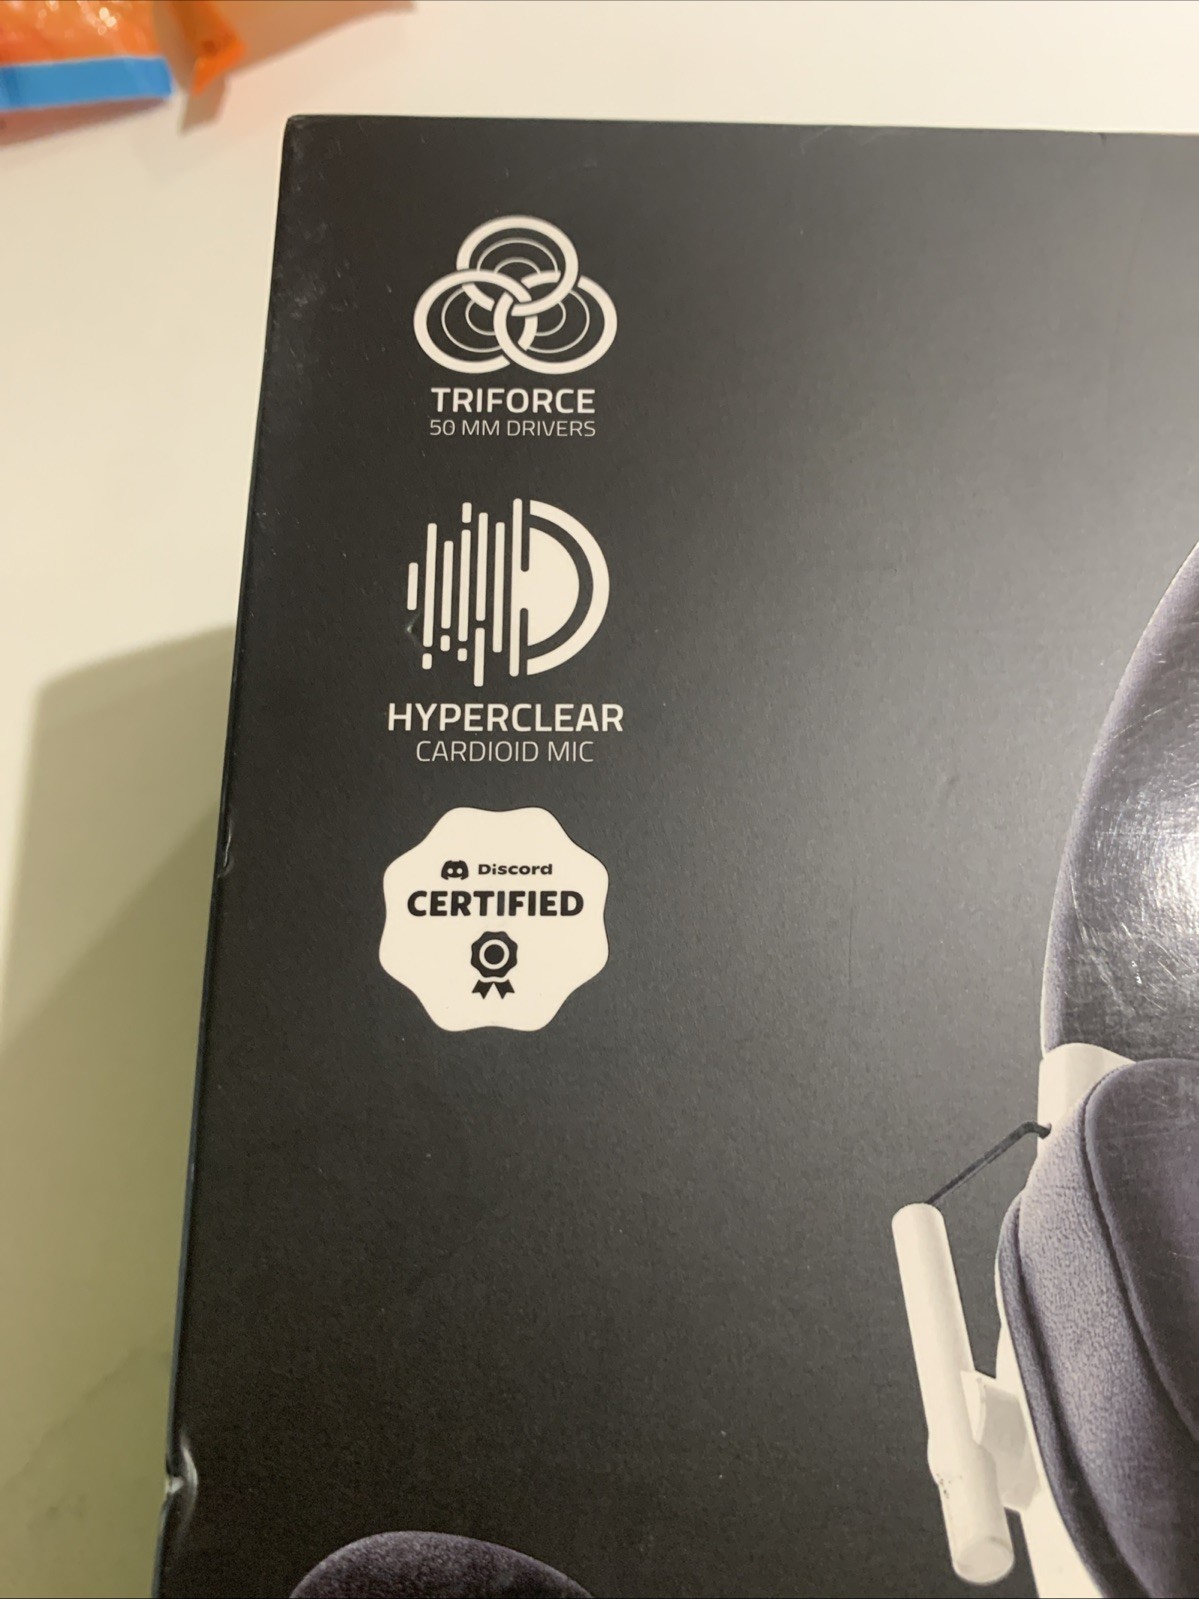 TRIFORCE
50 MM DRIVERS
HYPERCLEAR
CARDIOID MIC
Discord
CERTIFIED